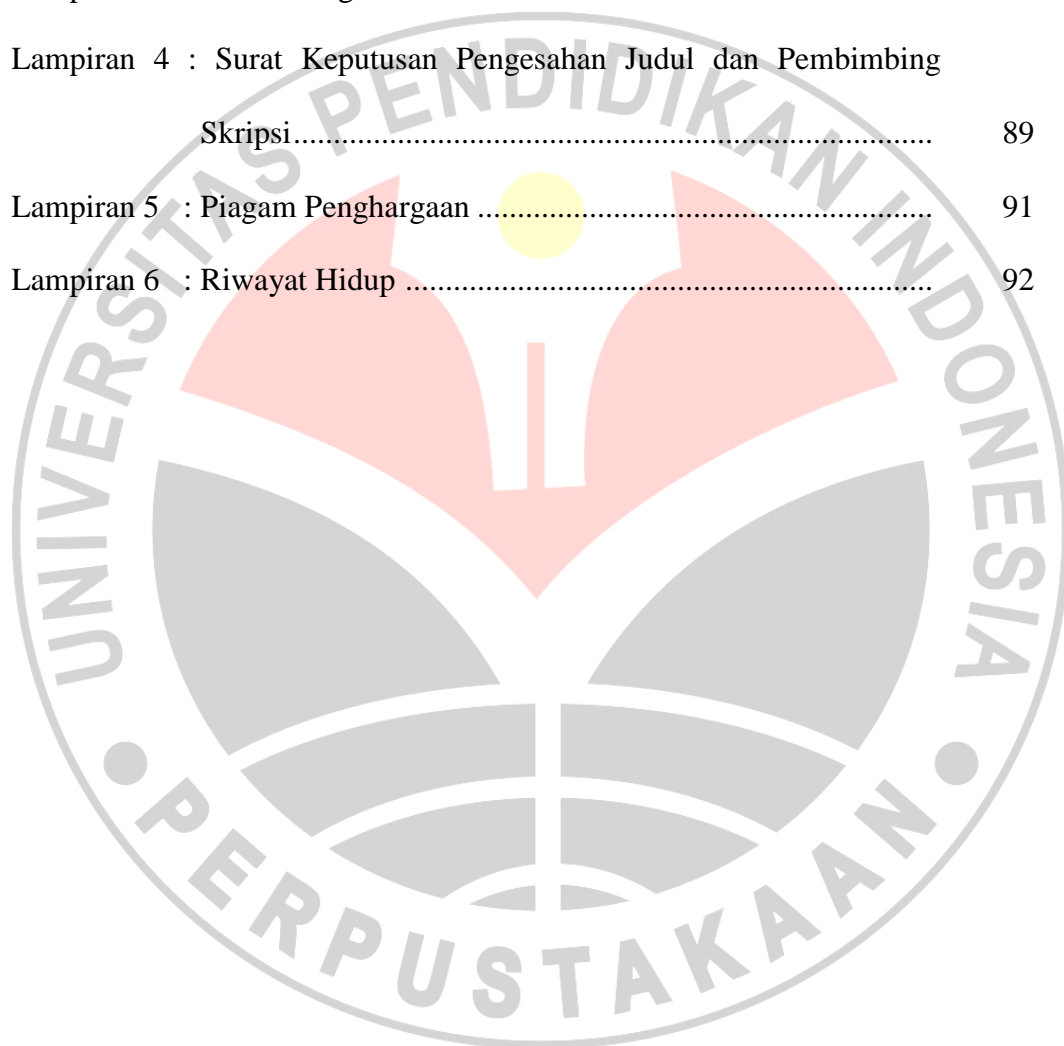 Lampiran 4 : Surat Keputusan Pengesahan Judul dan Pembimbing
Skripsi................................................................................ 89
Lampiran 5 : Piagam Penghargaan ......................................................... 91
Lampiran 6 : Riwayat Hidup .................................................................. 92
UNIVERSITAS PENDIDIKAN INDONESIA
PERPUSTAKAAN